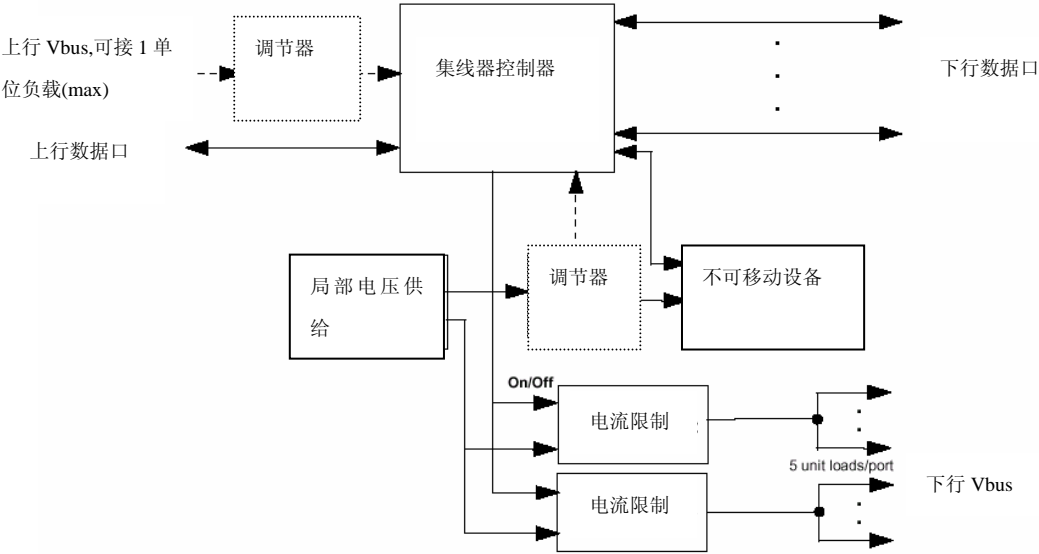 上行 Vbus,可接 1 单
位负载(max)
调节器
集线器控制器
下行数据口
上行数据口
局部电压供
给
调节器
不可移动设备
On/Off
电流限制
5 unit loads/port
下行 Vbus
电流限制